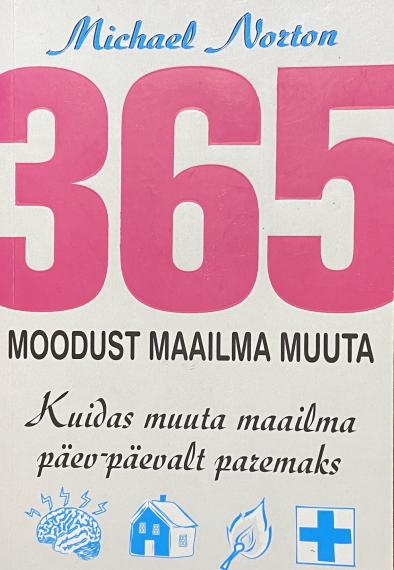 Michael Norton
365
MOODUST MAAILMA MUUTA
Kuidas muuta maailma
päev-päevalt paremaks